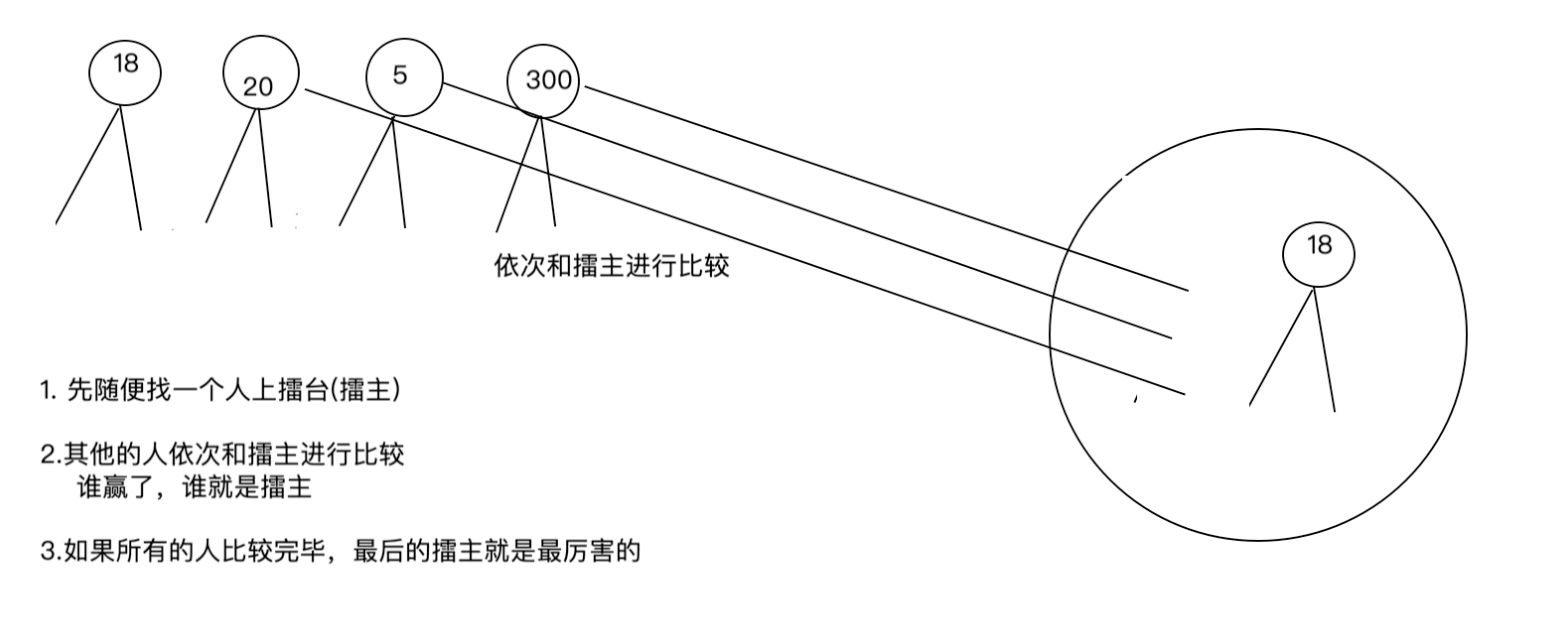 18
20
5
300
18
依次和擂主进行比较
1. 先随便找一个人上擂台(擂主)
2.其他的人依次和擂主进行比较
谁赢了，谁就是擂主
3.如果所有的人比较完毕，最后的擂主就是最厉害的